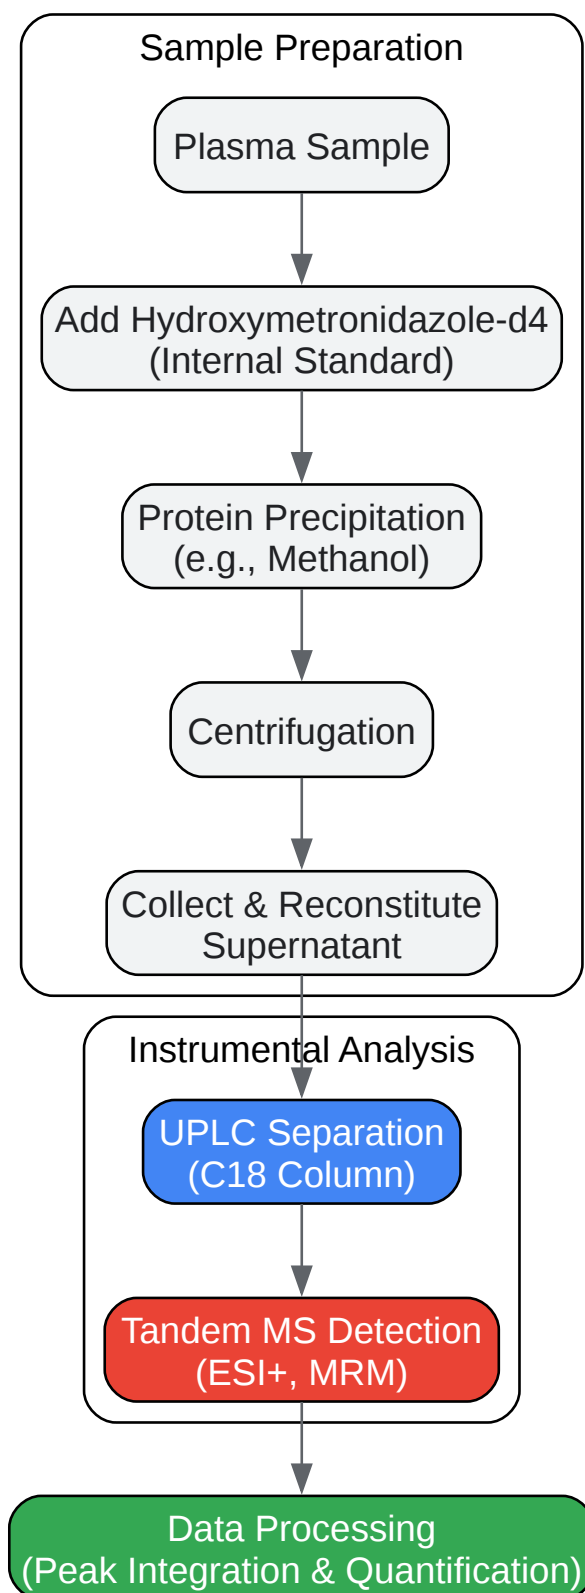 Sample Preparation
Plasma Sample
Add Hydroxymetronidazole-d4
(Internal Standard)
Protein Precipitation
(e.g., Methanol)
Centrifugation
Collect & Reconstitute
Supernatant
Instrumental Analysis
UPLC Separation
(C18 Column)
Tandem MS Detection
(ESI+, MRM)
Data Processing
(Peak Integration & Quantification)